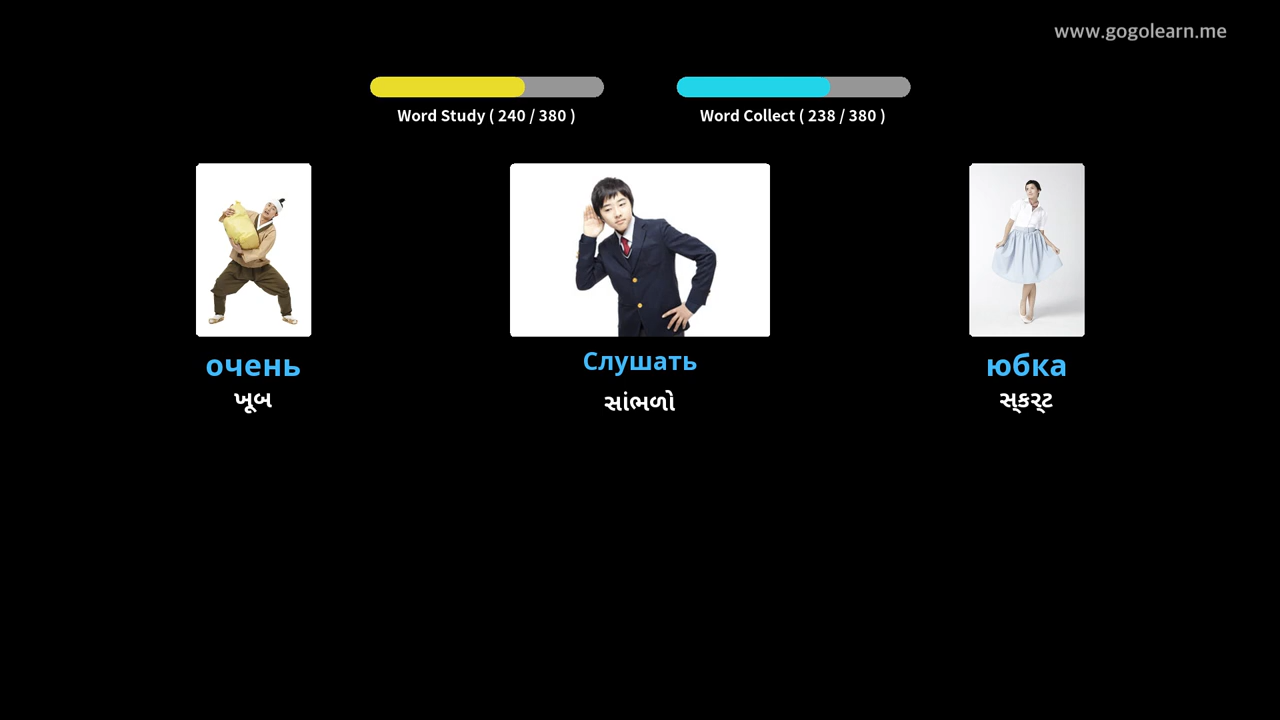 www.gogolearn.me
Word Study ( 240 / 380 )
Word Collect ( 238 / 380 )
очень
Слушать
юбка
ખૂબ
સાંભળો
સ્કર્ટ